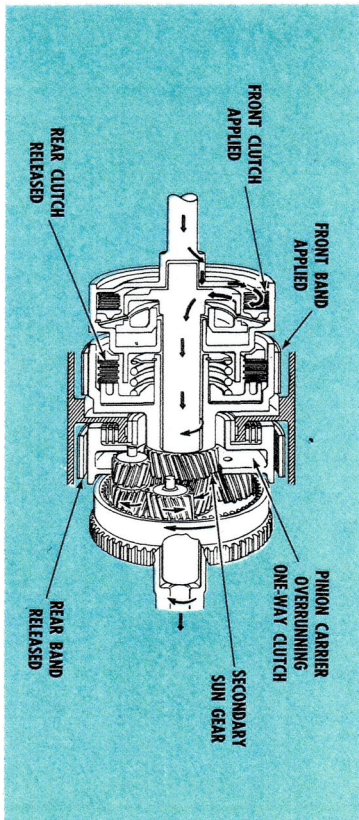 FRONT CLUTCH
APPLIED
FRONT BAND
APPLIED
PINION CARRIER
OVERRUNNING
ONE-WAY CLUTCH
SECONDARY
SUN GEAR
REAR CLUTCH
RELEASED
REAR BAND
RELEASED